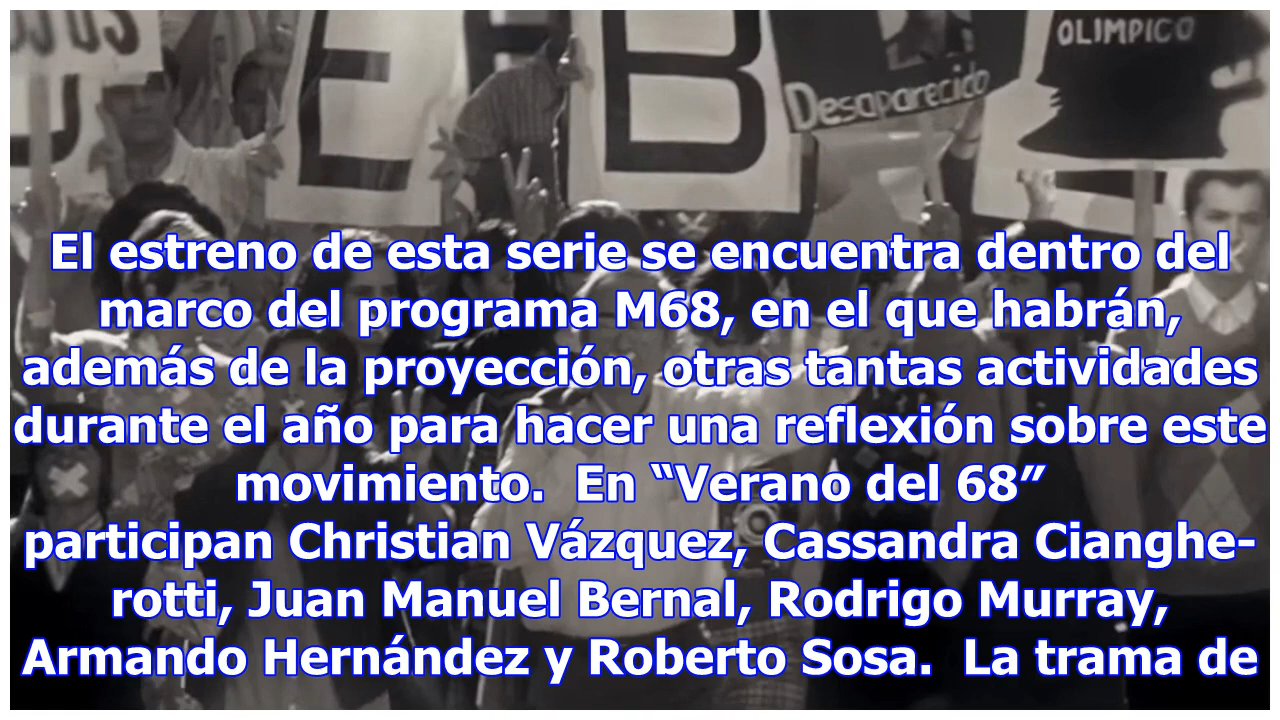 OJOS
E
B
Desaparecido
OLIMPICO
El estreno de esta serie se encuentra dentro del
marco del programa M68, en el que habrán,
además de la proyección, otras tantas actividades
durante el año para hacer una reflexión sobre este
movimiento.  En “Verano del 68”
participan Christian Vázquez, Cassandra Cianghe-
rotti, Juan Manuel Bernal, Rodrigo Murray,
Armando Hernández y Roberto Sosa.  La trama de